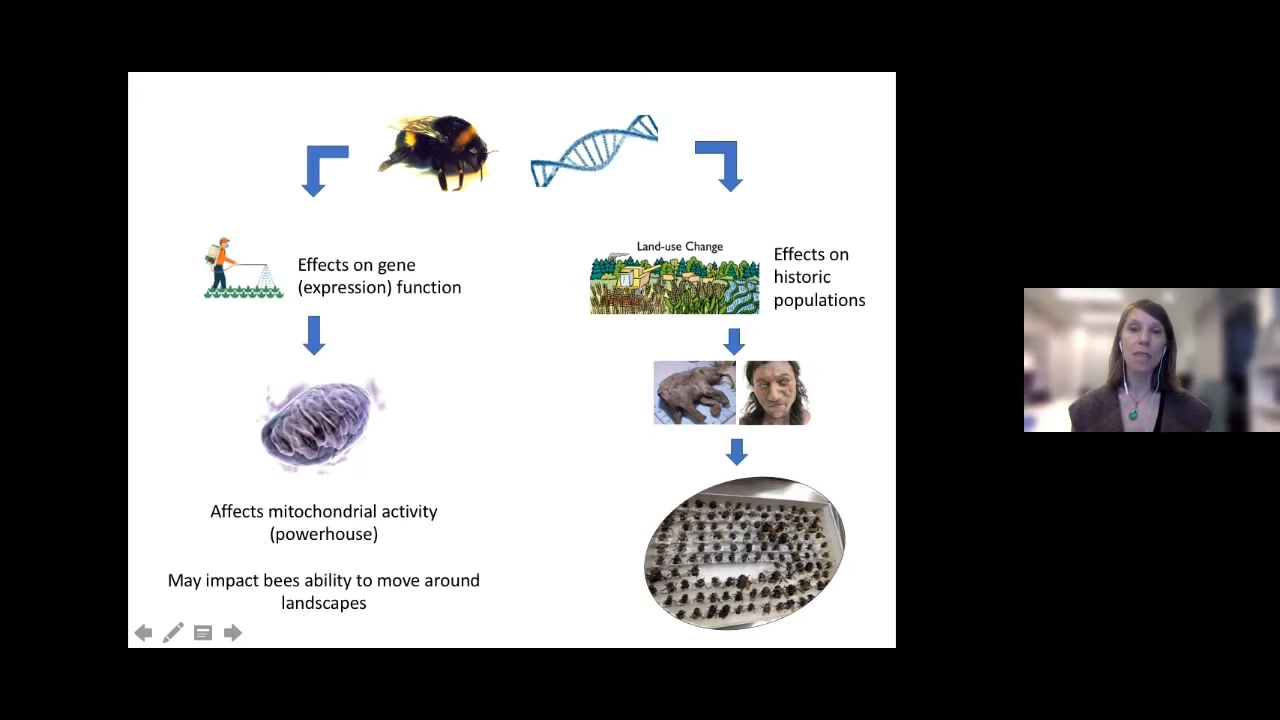 Effects on gene
(expression) function
Affects mitochondrial activity
(powerhouse)
May impact bees ability to move around
landscapes
Land-use Change
Effects on
historic
populations